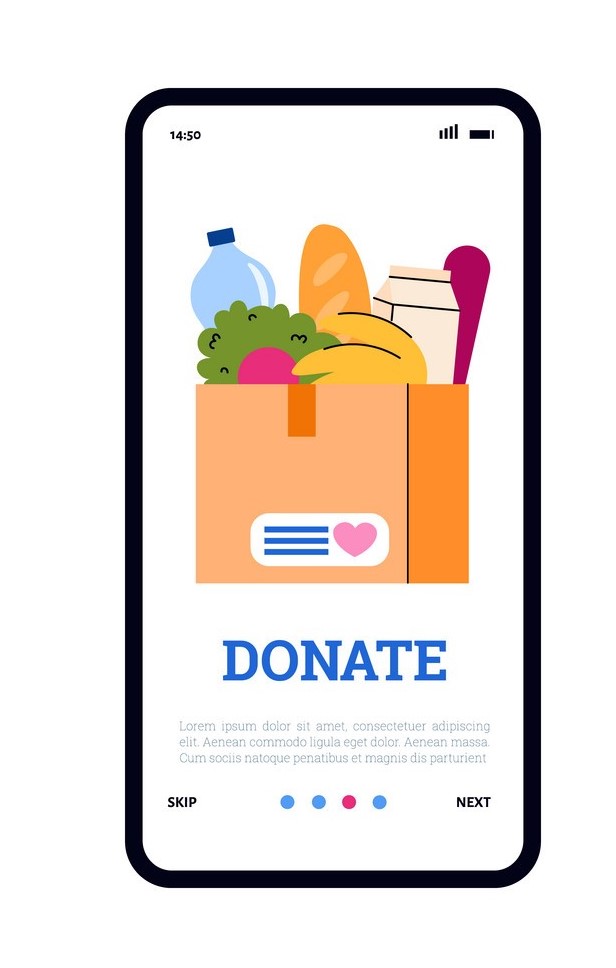 14:50
DONATE
Lorem ipsum dolor sit amet, consectetuer adipiscing
elit. Aenean commodo ligula eget dolor. Aenean massa.
Cum sociis natoque penatibus et magnis dis parturient
SKIP NEXT